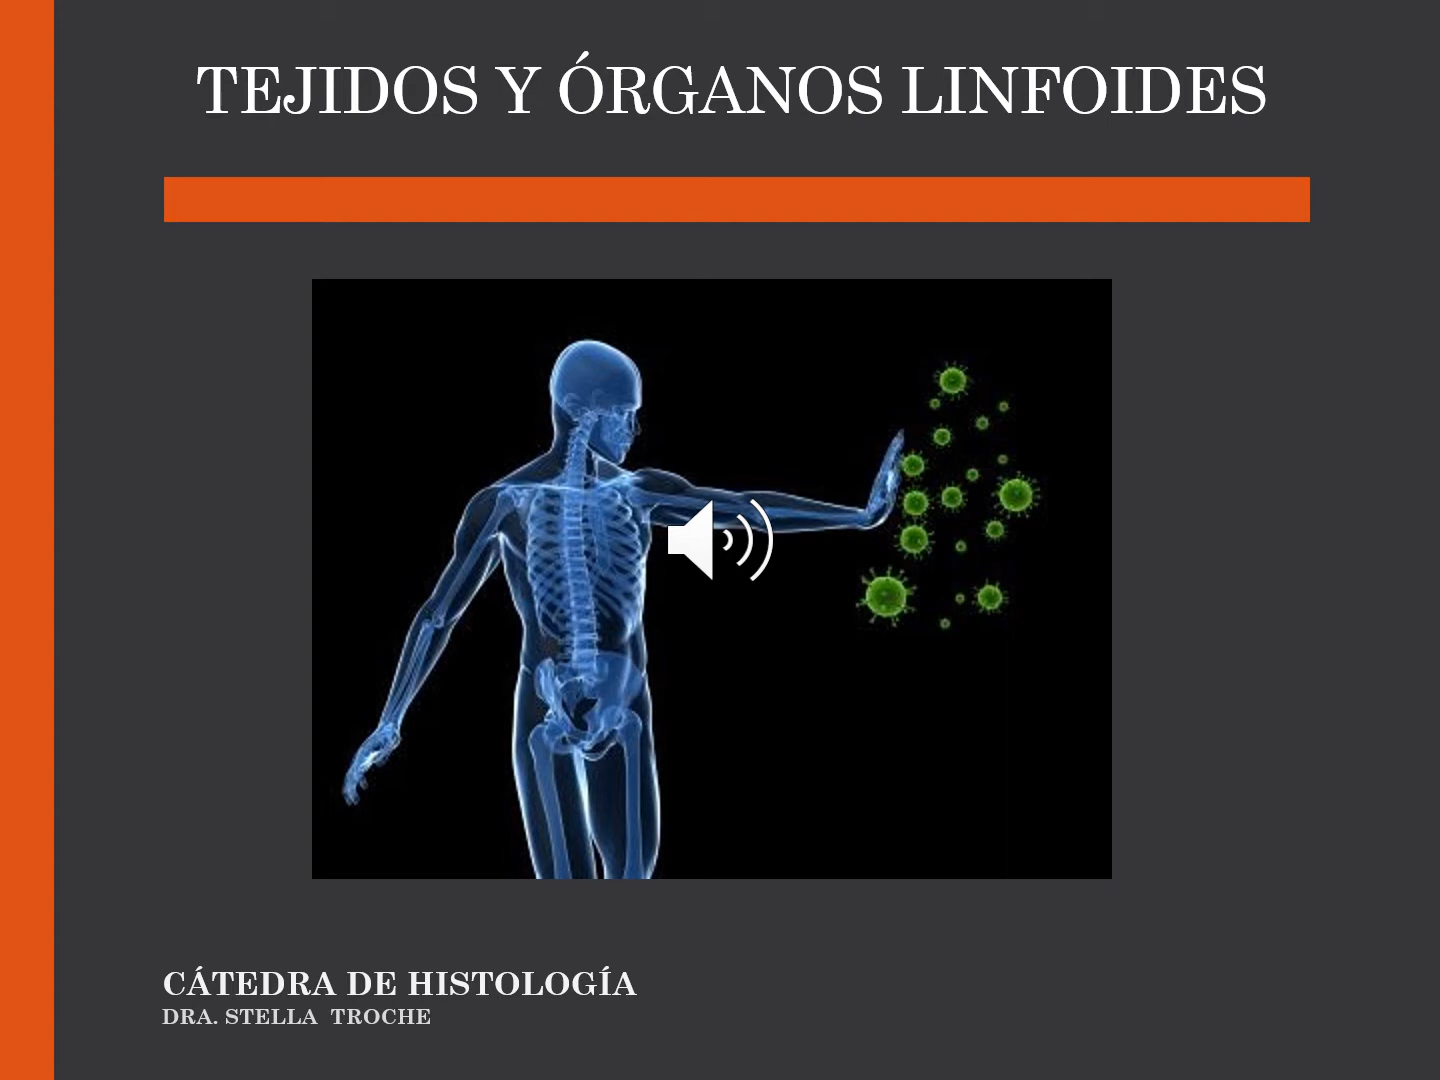 TEJIDOS Y ÓRGANOS LINFOIDES
CÁTEDRA DE HISTOLOGÍA
DRA. STELLA TROCHE